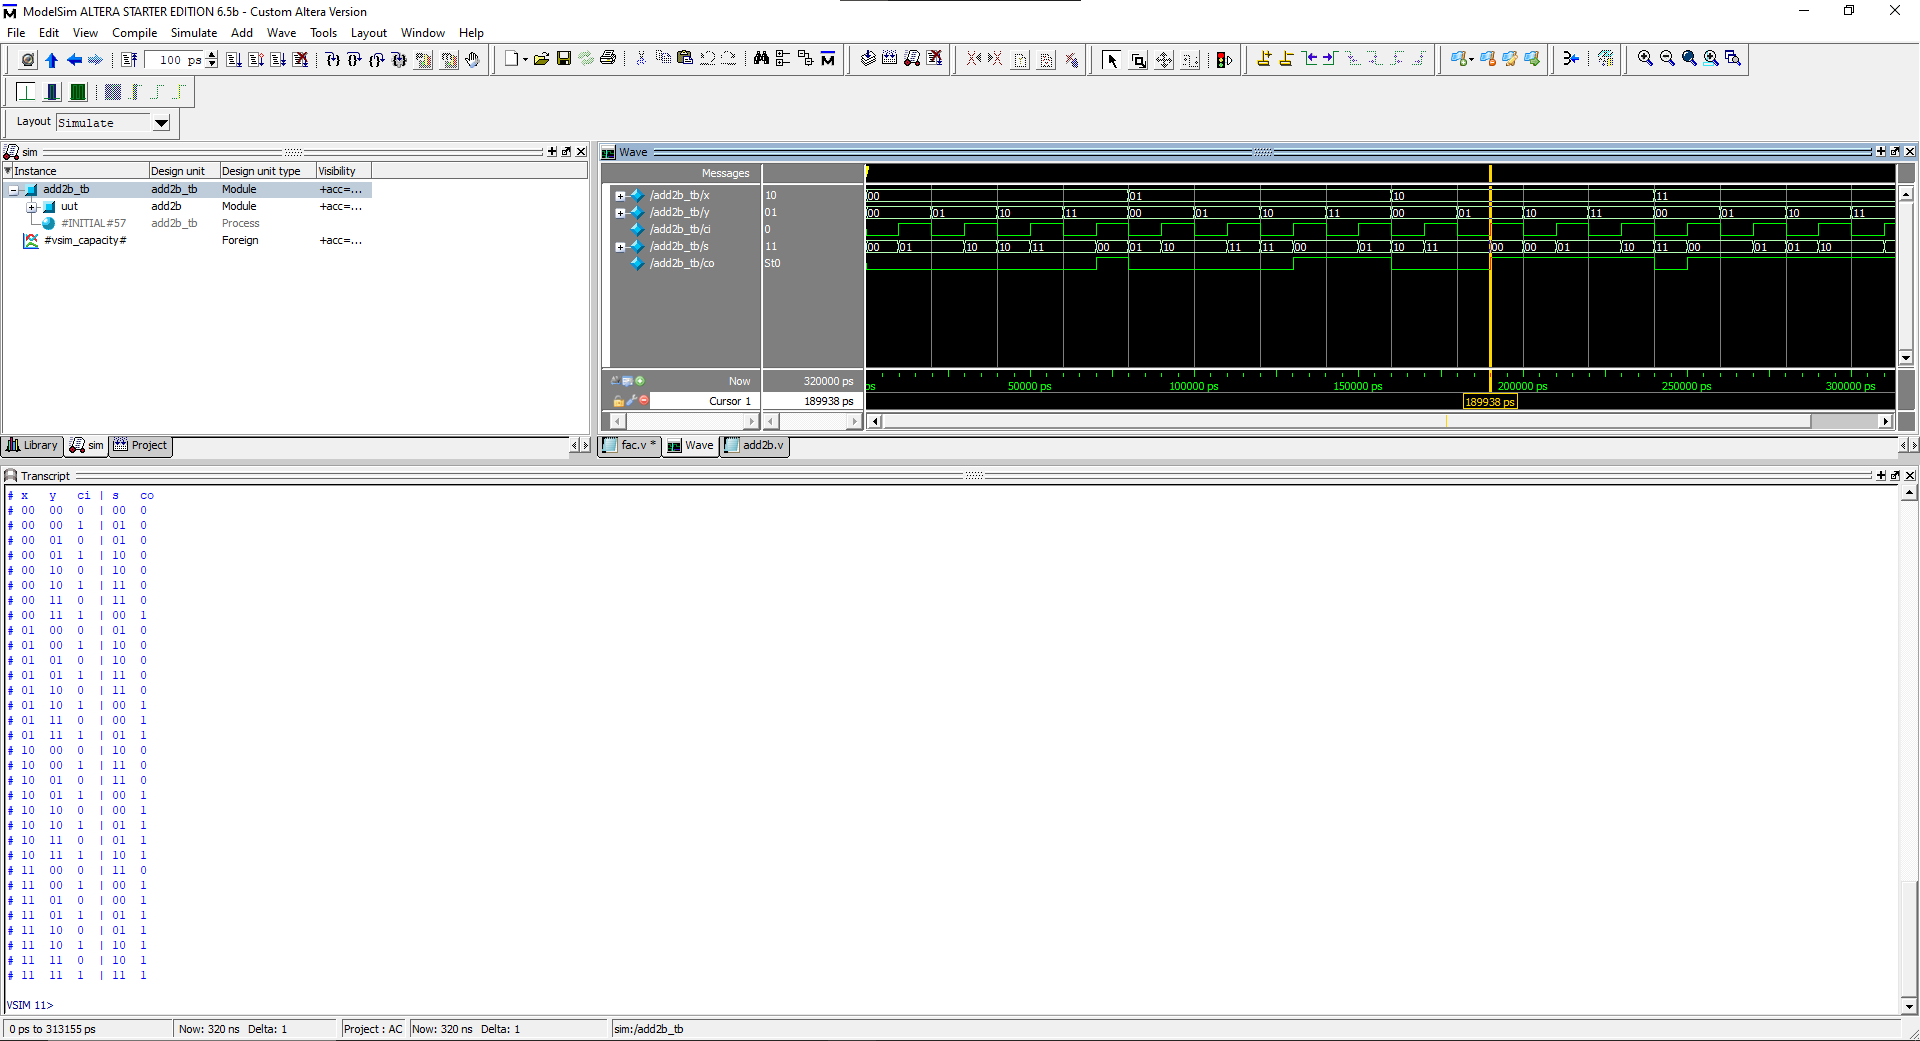 ModelSim ALTERA STARTER EDITION 6.5b - Custom Altera Version
File Edit View Compile Simulate Add Wave Tools Layout Window Help
100 ps
Layout Simulate
sim
Instance Design unit Design unit type Visibility
add2b_tb add2b_tb Module +acc=...
uut add2b Module +acc=...
#INITIAL#57 add2b_tb Process
#vsim_capacity# Foreign +acc=...
Library sim Project
Wave
Messages
/add2b_tb/x 10 00 01 10 11
/add2b_tb/y 01 00 01 10 11 00 01 10 11 00 01 10 11 00 01 10 11
/add2b_tb/ci 0
/add2b_tb/s 11 00 01 10 10 11 00 01 10 11 11 00 01 10 11 00 00 01 10 11 00 01 01 10
/add2b_tb/co St0
Now 320000 ps ps 50000 ps 100000 ps 150000 ps 200000 ps 250000 ps 300000 ps
Cursor 1 189938 ps 189938 ps
fac.v * Wave add2b.v
Transcript
# x y ci | s co
# 00 00 0 | 00 0
# 00 00 1 | 01 0
# 00 01 0 | 01 0
# 00 01 1 | 10 0
# 00 10 0 | 10 0
# 00 10 1 | 11 0
# 00 11 0 | 11 0
# 00 11 1 | 00 1
# 01 00 0 | 01 0
# 01 00 1 | 10 0
# 01 01 0 | 10 0
# 01 01 1 | 11 0
# 01 10 0 | 11 0
# 01 10 1 | 00 1
# 01 11 0 | 00 1
# 01 11 1 | 01 1
# 10 00 0 | 10 0
# 10 00 1 | 11 0
# 10 01 0 | 11 0
# 10 01 1 | 00 1
# 10 10 0 | 00 1
# 10 10 1 | 01 1
# 10 11 0 | 01 1
# 10 11 1 | 10 1
# 11 00 0 | 11 0
# 11 00 1 | 00 1
# 11 01 0 | 00 1
# 11 01 1 | 01 1
# 11 10 0 | 01 1
# 11 10 1 | 10 1
# 11 11 0 | 10 1
# 11 11 1 | 11 1
VSIM 11>
0 ps to 313155 ps Now: 320 ns Delta: 1 Project : AC Now: 320 ns Delta: 1 sim:/add2b_tb